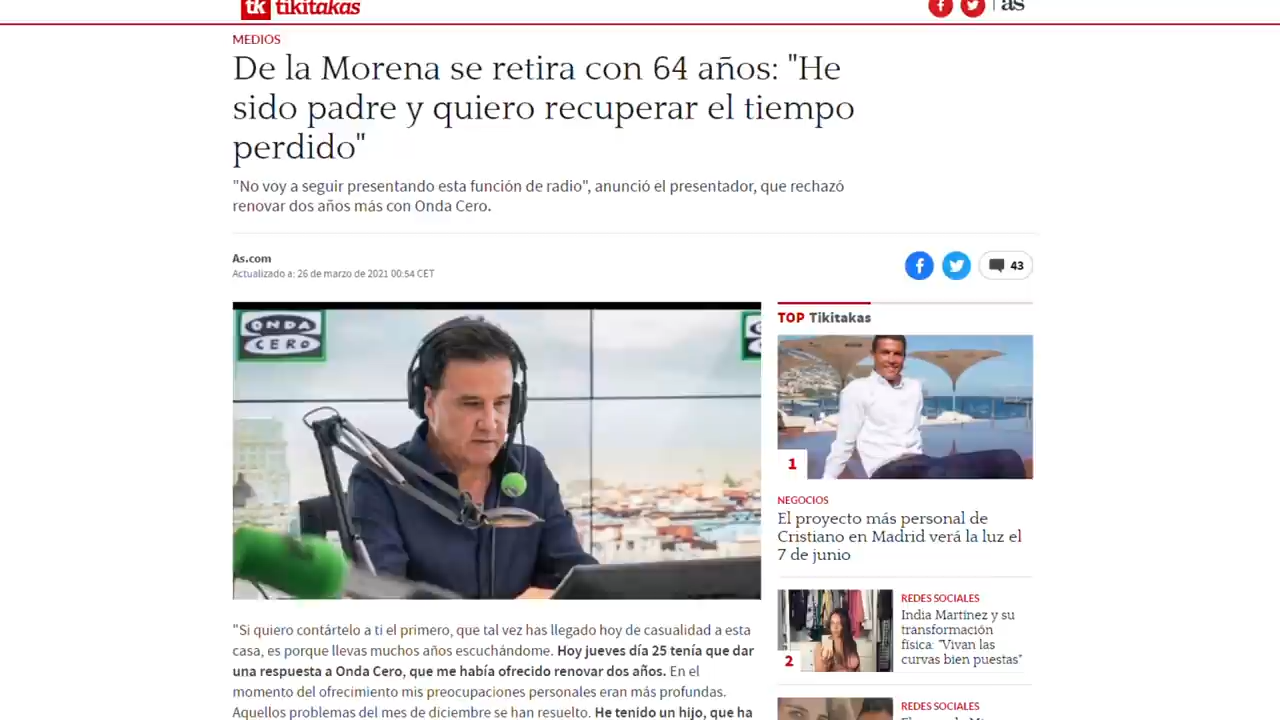 tk tikitakas
as
MEDIOS
De la Morena se retira con 64 años: "He
sido padre y quiero recuperar el tiempo
perdido"
"No voy a seguir presentando esta función de radio", anunció el presentador, que rechazó
renovar dos años más con Onda Cero.
As.com
Actualizado a: 26 de marzo de 2021 00:54 CET
43
ONDA
CERO
"Si quiero contártelo a ti el primero, que tal vez has llegado hoy de casualidad a esta
casa, es porque llevas muchos años escuchándome. Hoy jueves día 25 tenía que dar
una respuesta a Onda Cero, que me había ofrecido renovar dos años. En el
momento del ofrecimiento mis preocupaciones personales eran más profundas.
Aquellos problemas del mes de diciembre se han resuelto. He tenido un hijo, que ha
TOP Tikitakas
1
NEGOCIOS
El proyecto más personal de
Cristiano en Madrid verá la luz el
7 de junio
2
REDES SOCIALES
India Martínez y su
transformación
física: "Vivan las
curvas bien puestas"
REDES SOCIALES